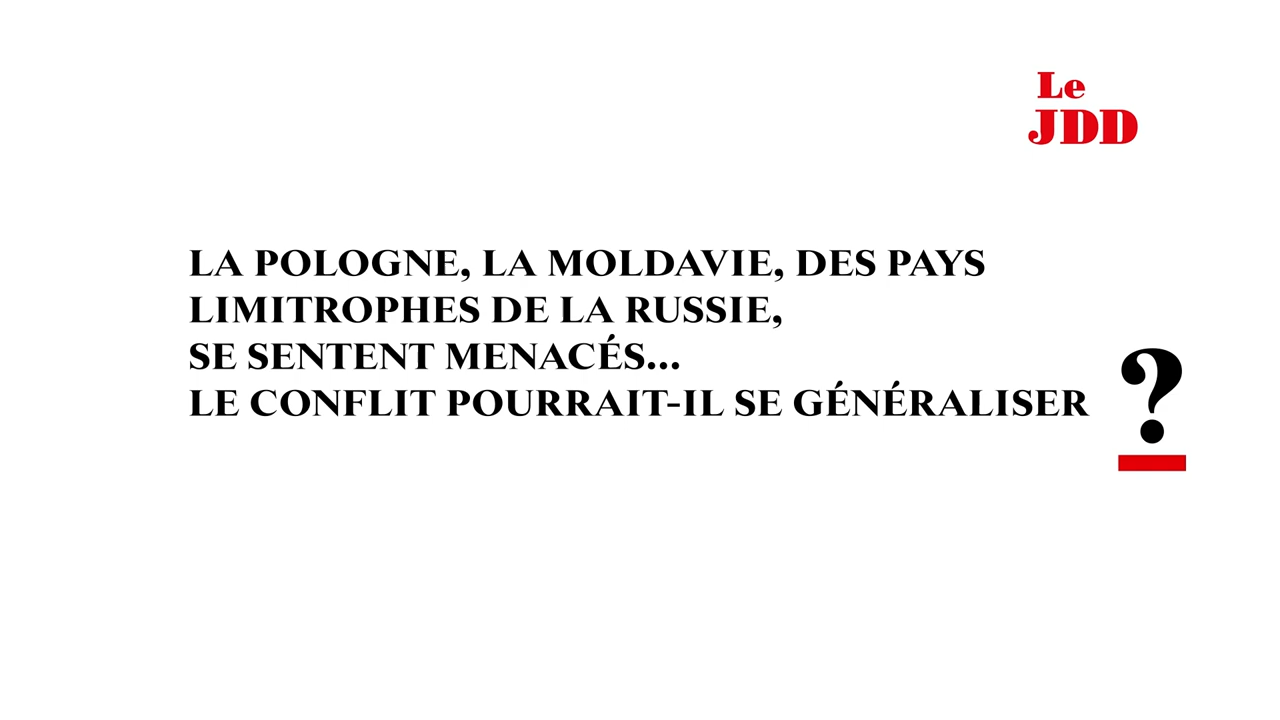 Le
JDD
LA POLOGNE, LA MOLDAVIE, DES PAYS
LIMITROPHES DE LA RUSSIE,
SE SENTENT MENACÉS...
LE CONFLIT POURRAIT-IL SE GÉNÉRALISER ?